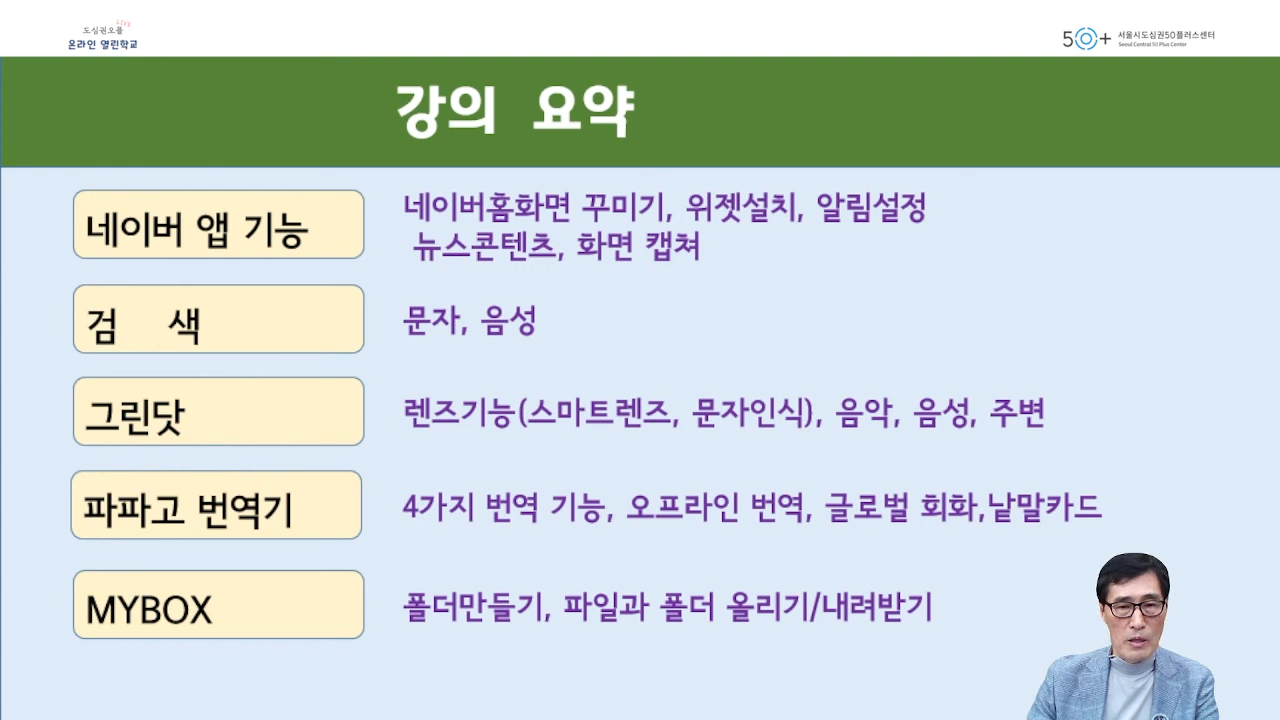 LIVE
도심권오플
온라인 열린학교
50+ 서울시도심권50플러스센터
Seoul Central 50 Plus Center
강의 요약
네이버 앱 기능
네이버홈화면 꾸미기, 위젯설치, 알림설정
뉴스콘텐츠, 화면 캡쳐
검 색
문자, 음성
그린닷
렌즈기능(스마트렌즈, 문자인식), 음악, 음성, 주변
파파고 번역기
4가지 번역 기능, 오프라인 번역, 글로벌 회화,낱말카드
MYBOX
폴더만들기, 파일과 폴더 올리기/내려받기